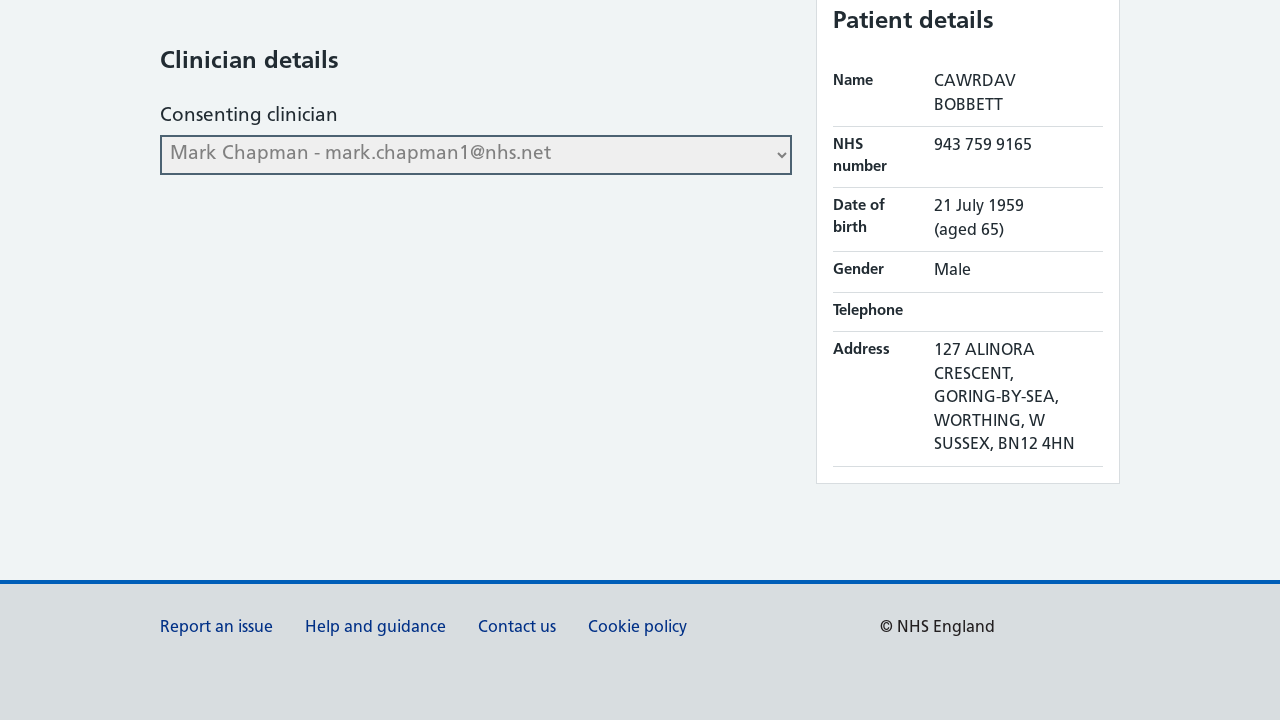 Clinician details
Consenting clinician
Mark Chapman - mark.chapman1@nhs.net
Patient details
Name
CAWRDAV
BOBBETT
NHS
number
943 759 9165
Date of
birth
21 July 1959
(aged 65)
Gender
Male
Telephone
Address
127 ALINORA
CRESCENT,
GORING-BY-SEA,
WORTHING, W
SUSSEX, BN12 4HN
Report an issue
Help and guidance
Contact us
Cookie policy
© NHS England